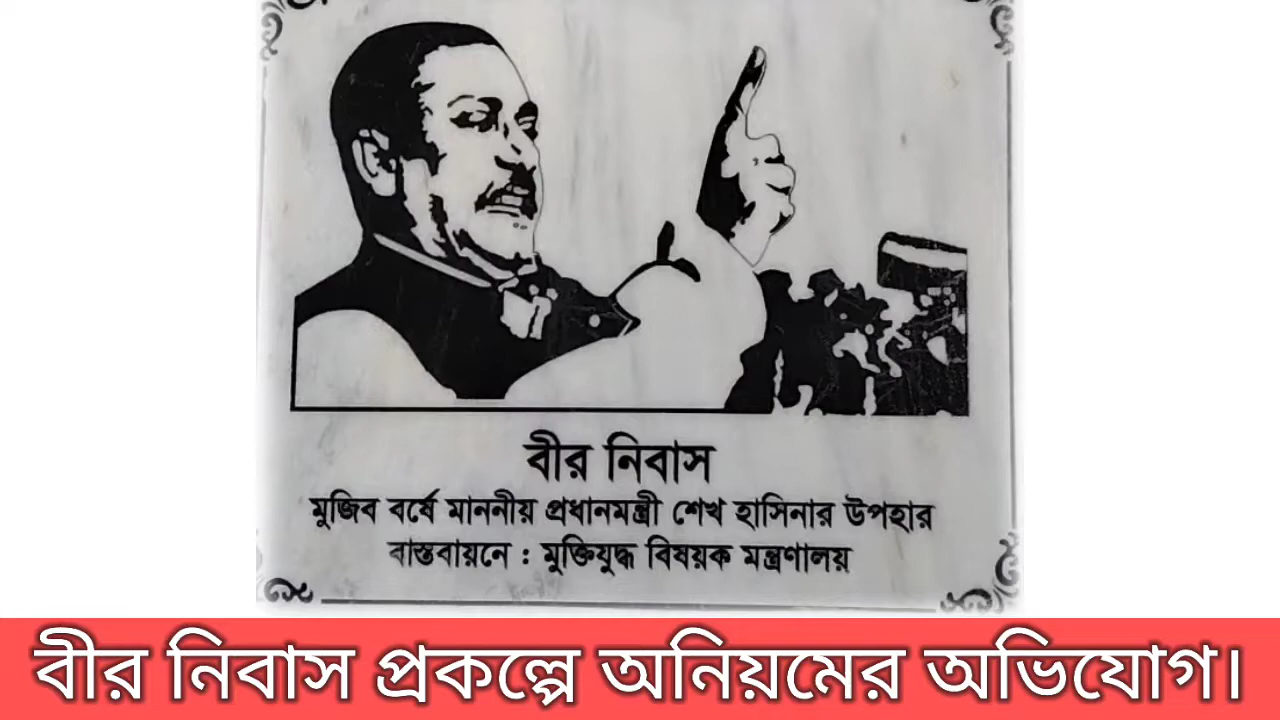 বীর নিবাস
মুজিব বর্ষে মাননীয় প্রধানমন্ত্রী শেখ হাসিনার উপহার
বাস্তবায়নে : মুক্তিযুদ্ধ বিষয়ক মন্ত্রণালয়
বীর নিবাস প্রকল্পে অনিয়মের অভিযোগ।